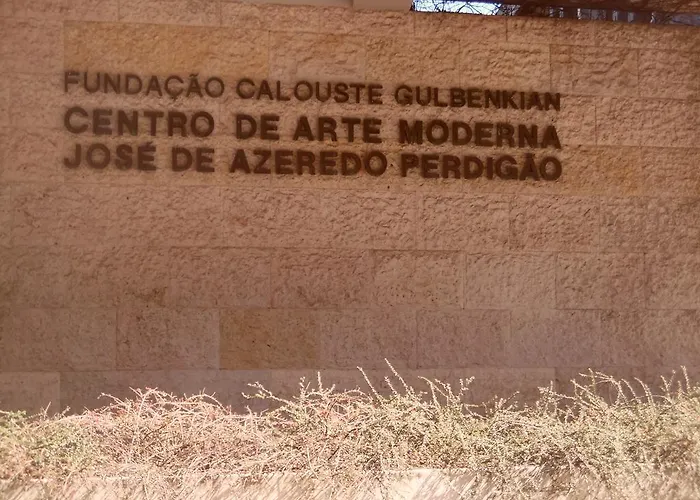 FUNDAÇÃO CALOUSTE GULBENKIAN
CENTRO DE ARTE MODERNA
JOSÉ DE AZEREDO PERDIGÃO